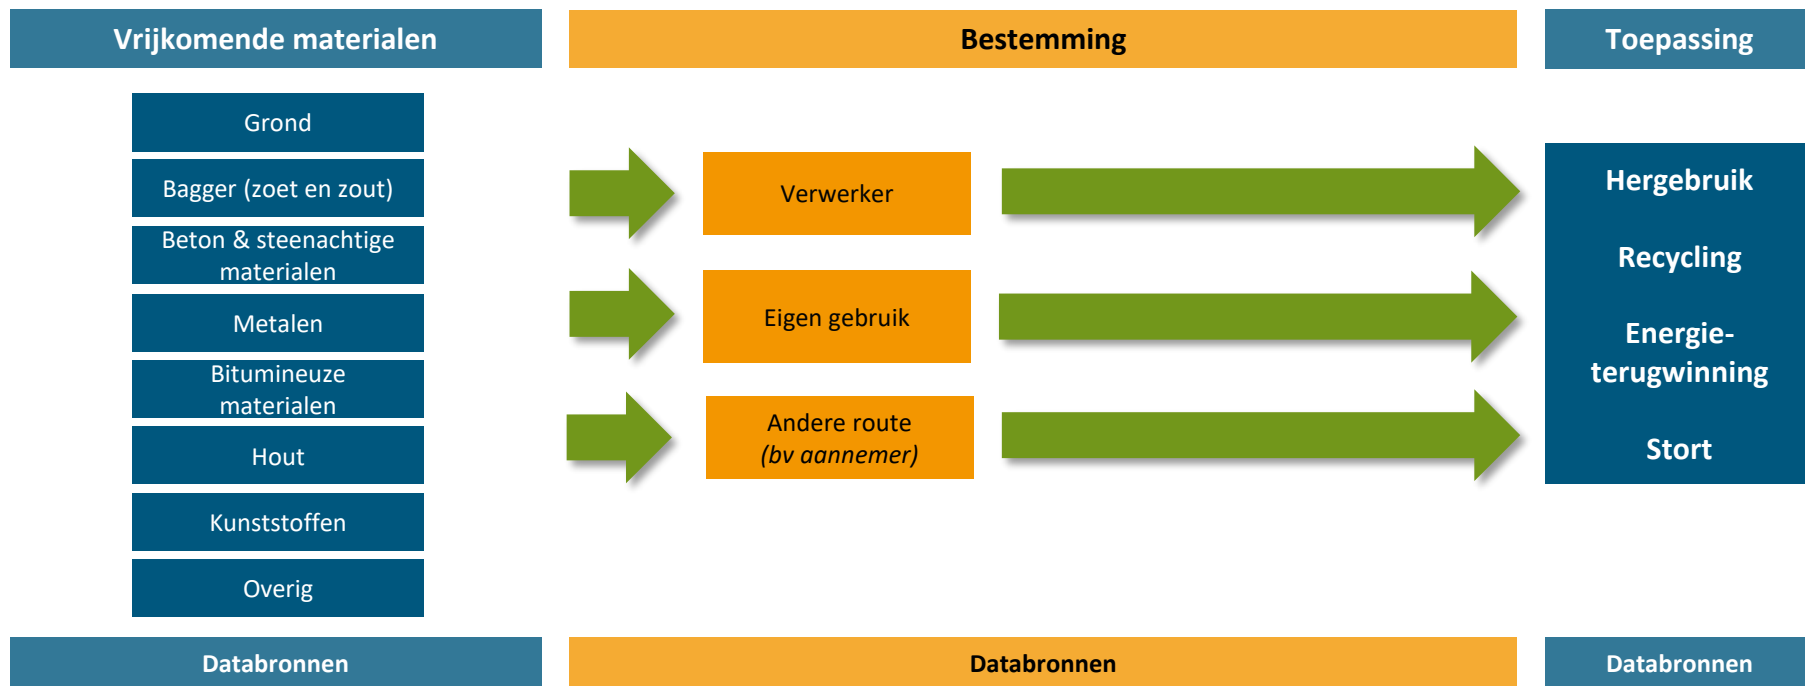 Vrijkomende materialen
Bestemming
Toepassing
Grond
Bagger (zoet en zout)
Beton & steenachtige
materialen
Metalen
Bitumineuze
materialen
Hout
Kunststoffen
Overig
Verwerker
Eigen gebruik
Andere route
(bv aannemer)
Hergebruik
Recycling
Energie-
terugwinning
Stort
Databronnen
Databronnen
Databronnen